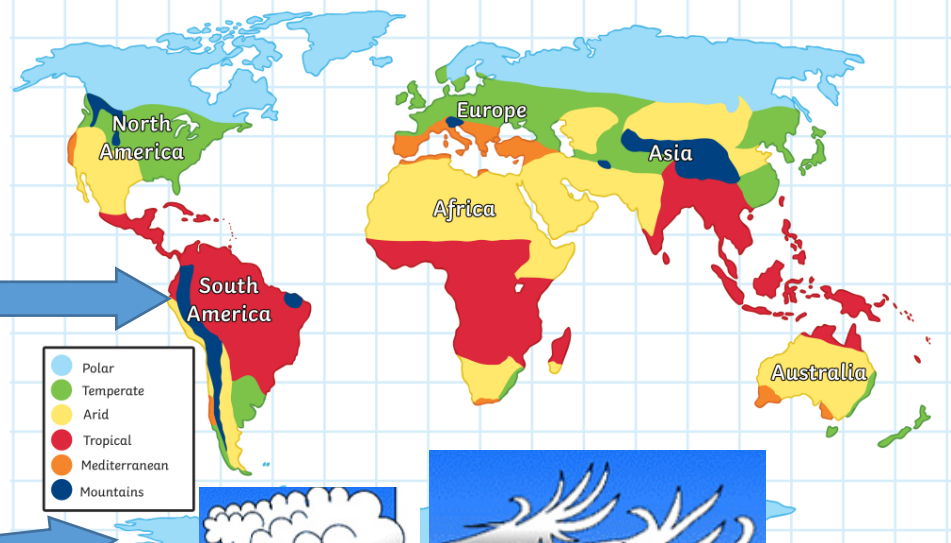 Europe
North
America
Asia
Africa
South
America
Australia
Polar
Temperate
Arid
Tropical
Mediterranean
Mountains